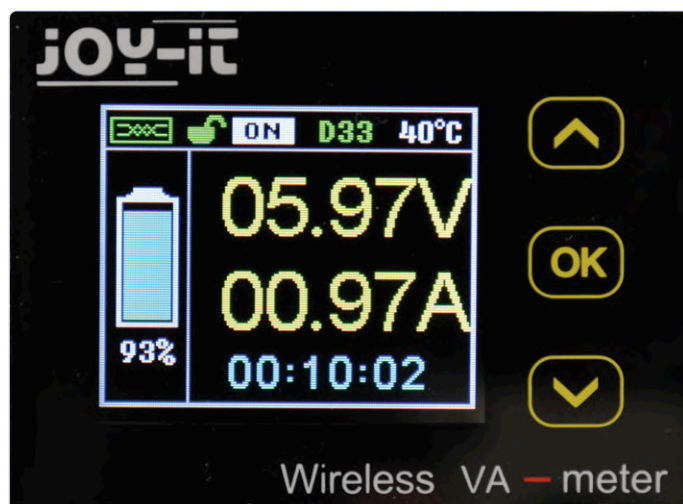 joy-it
ON D33 40°C
05.97V
00.97A
93%
00:10:02
OK
Wireless VA - meter